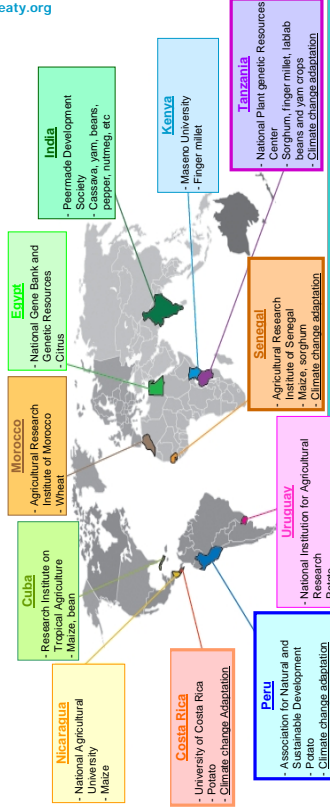 eaty.org
Nicaragua
- National Agricultural
University
- Maize
Cuba
- Research Institute on
Tropical Agriculture
- Maize, bean
Morocco
- Agricultural Research
Institute of Morocco
- Wheat
Egypt
- National Gene Bank and
Genetic Resources
- Citrus
India
- Peermade Development
Society
- Cassava, yam, beans,
pepper, nutmeg, etc
Kenya
- Maseno University
- Finger millet
Tanzania
- National Plant genetic Resources
Center
- Sorghum, finger millet, lablab
beans and yam crops
- Climate change adaptation
Costa Rica
- University of Costa Rica
- Potato
- Climate change Adaptation
Peru
- Association for Natural and
Sustainable Development
- Potato
- Climate change adaptation
Uruguay
- National Institution for Agricultural
Research
Senegal
- Agricultural Research
Institute of Senegal
- Maize, sorghum
- Climate change adaptation